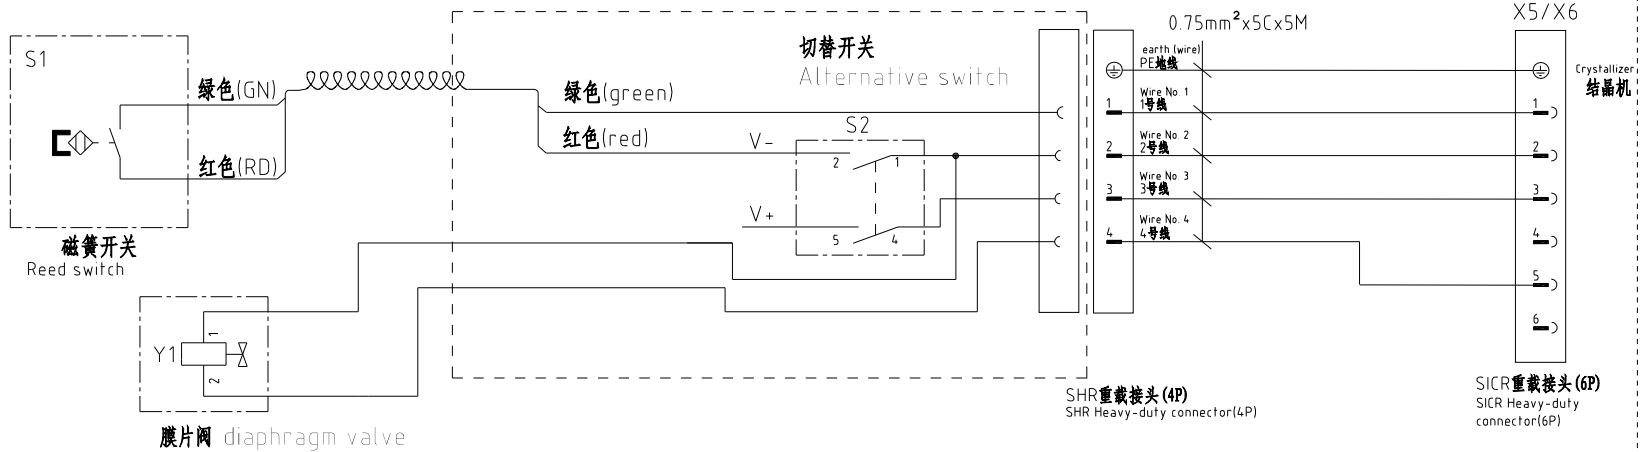 S1
绿色(GN)
红色(RD)
磁簧开关
Reed switch
Y1
1
2
膜片阀 diaphragm valve
切替开关
Alternative switch
绿色(green)
红色(red)
V-
V+
S2
2
1
5
4
0.75mm²x5Cx5M
earth (wire)
PE地线
1
Wire No. 1
1号线
2
Wire No. 2
2号线
3
Wire No. 3
3号线
4
Wire No. 4
4号线
SHR重载接头(4P)
SHR Heavy-duty connector(4P)
X5/X6
Crystallizer
结晶机
1
2
3
4
5
6
SICR重载接头(6P)
SICR Heavy-duty
connector(6P)